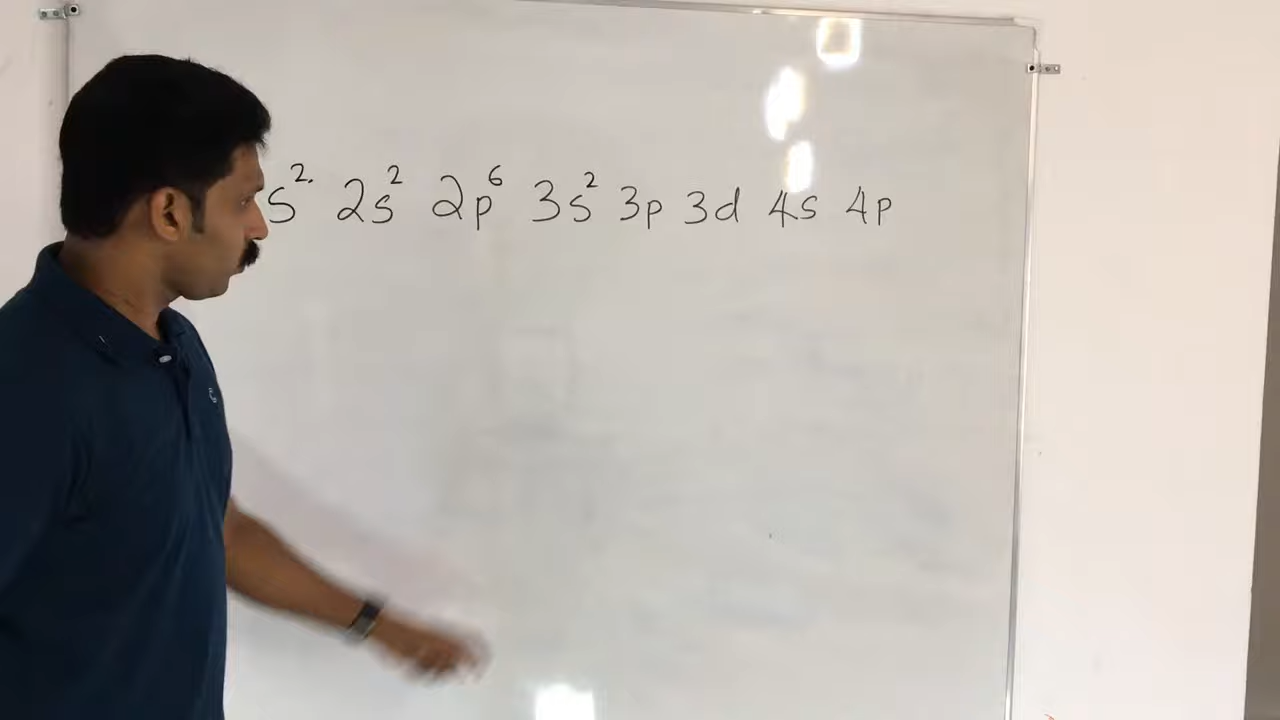 s². 2s² 2p⁶ 3s² 3p 3d 4s 4p